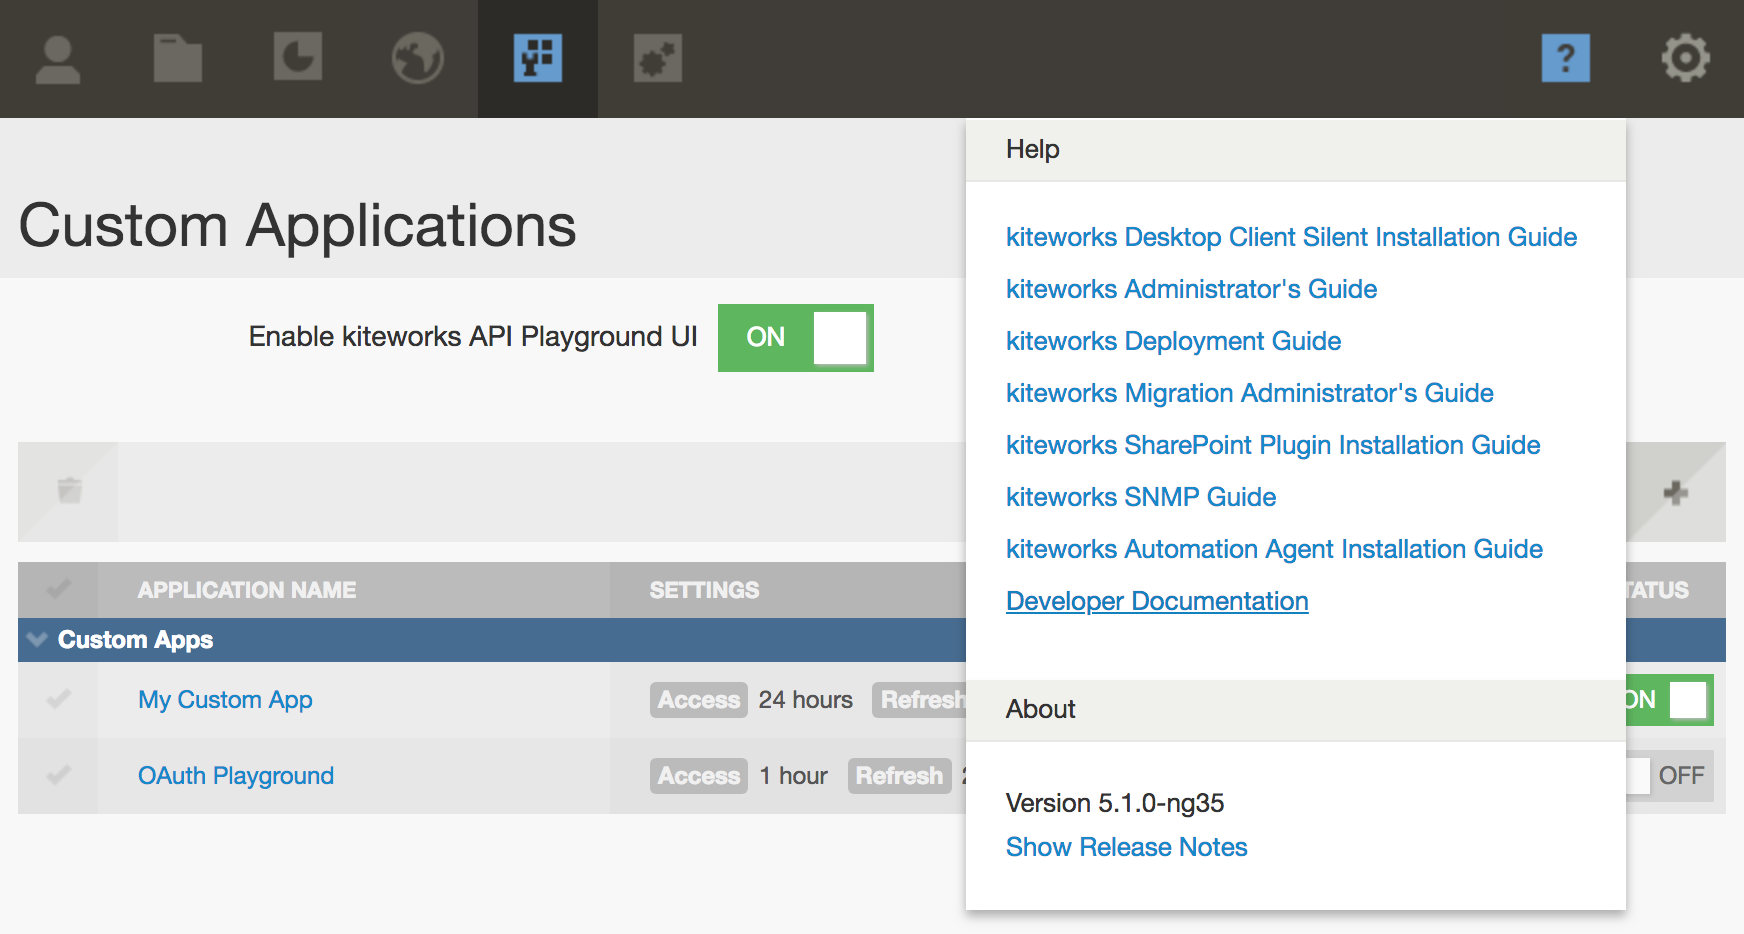 ?
Help
Custom Applications
kiteworks Desktop Client Silent Installation Guide
kiteworks Administrator's Guide
Enable kiteworks API Playground UI ON
kiteworks Deployment Guide
kiteworks Migration Administrator's Guide
kiteworks SharePoint Plugin Installation Guide
kiteworks SNMP Guide
kiteworks Automation Agent Installation Guide
Developer Documentation
APPLICATION NAME SETTINGS TATUS
Custom Apps
My Custom App Access 24 hours Refresh ON
OAuth Playground Access 1 hour Refresh OFF
About
Version 5.1.0-ng35
Show Release Notes